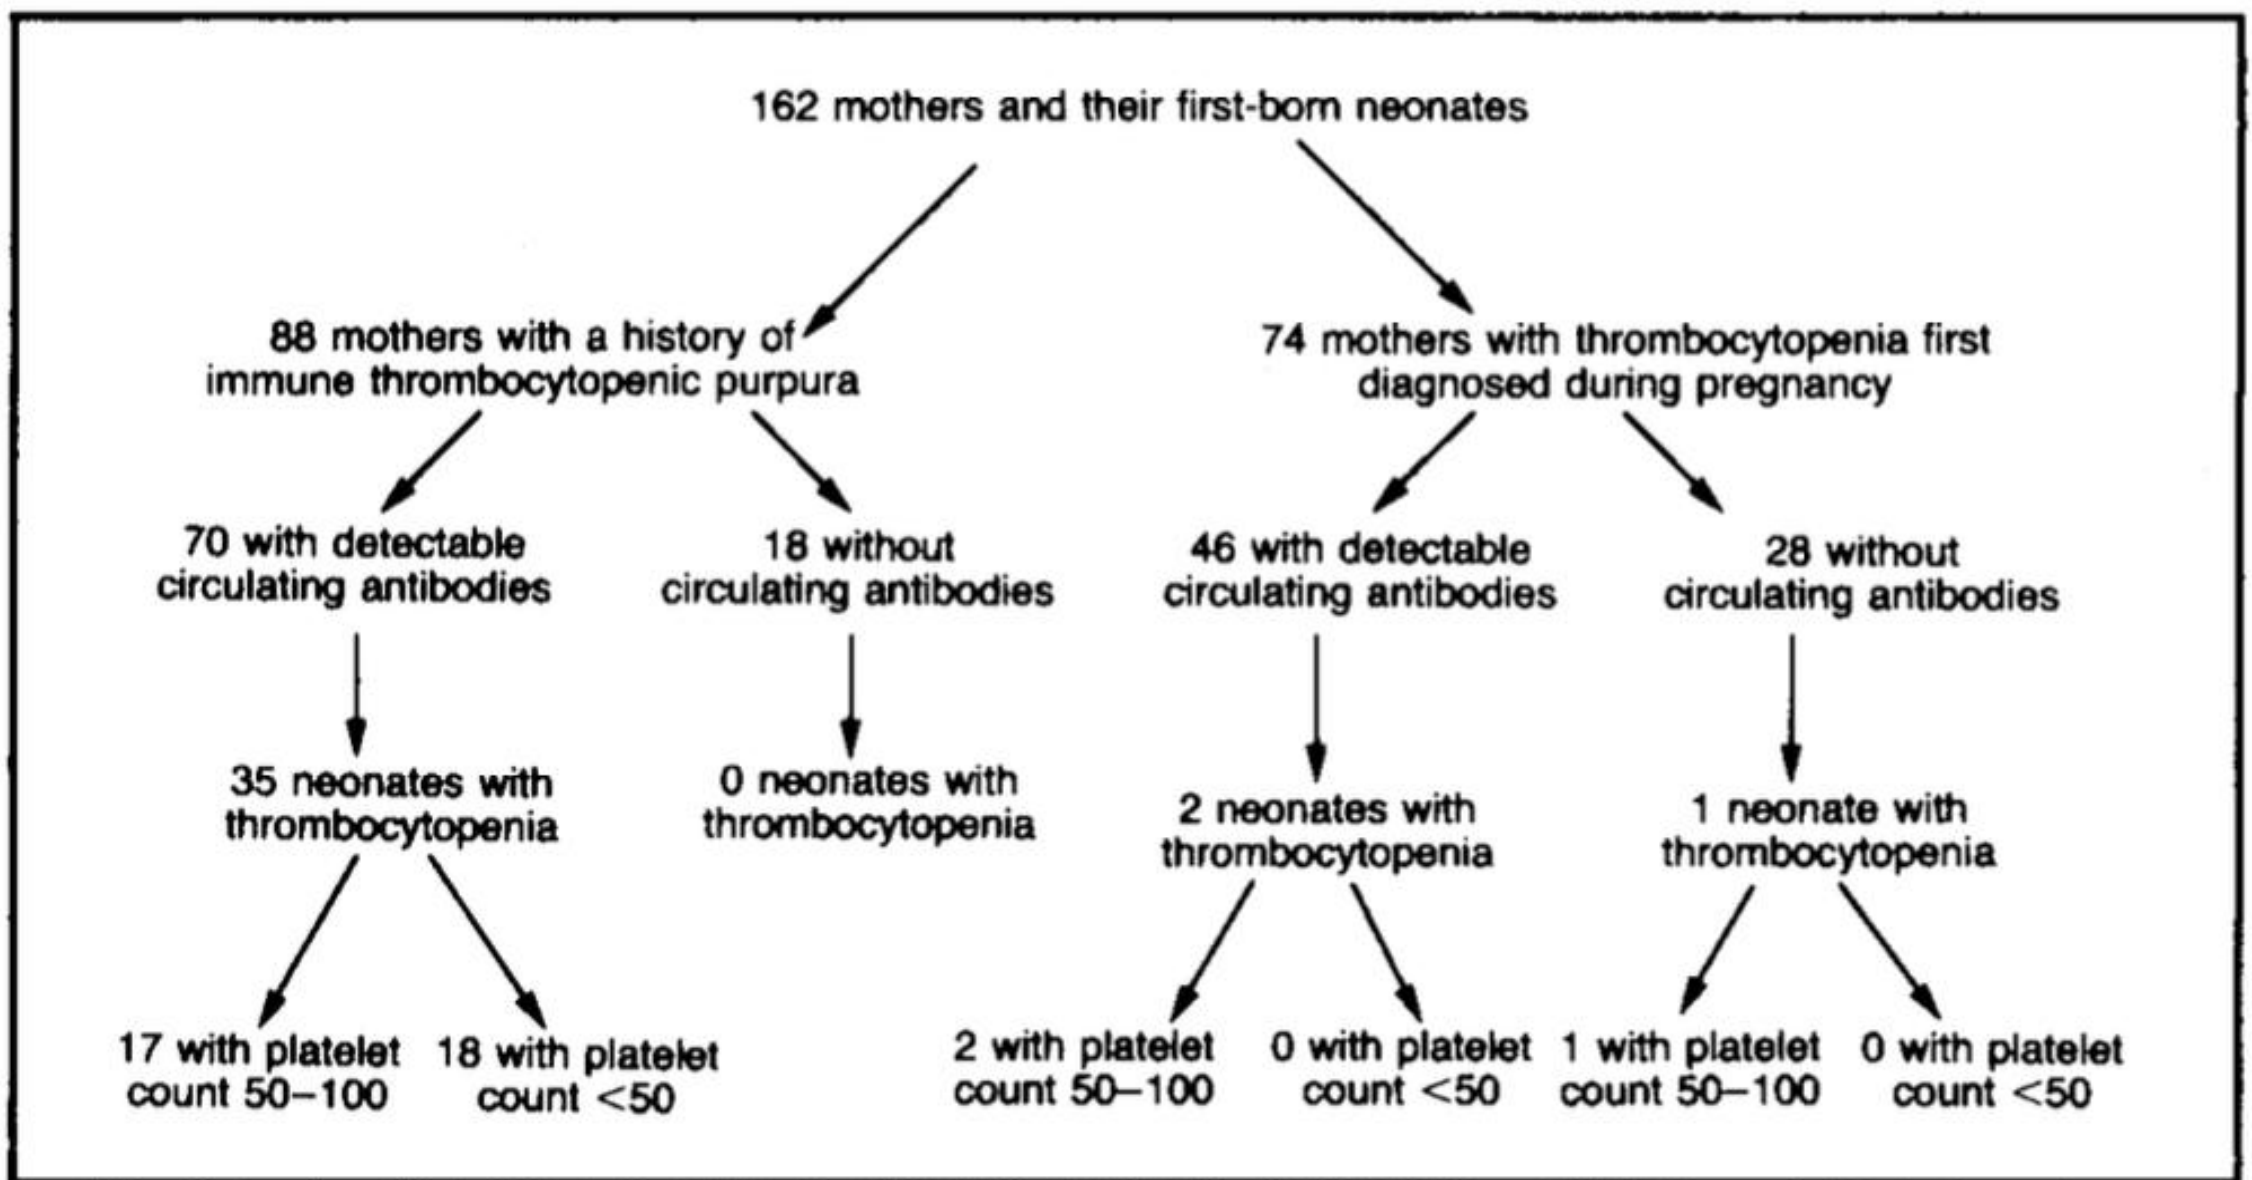 162 mothers and their first-born neonates
88 mothers with a history of
immune thrombocytopenic purpura
74 mothers with thrombocytopenia first
diagnosed during pregnancy
70 with detectable
circulating antibodies
18 without
circulating antibodies
46 with detectable
circulating antibodies
28 without
circulating antibodies
35 neonates with
thrombocytopenia
0 neonates with
thrombocytopenia
2 neonates with
thrombocytopenia
1 neonate with
thrombocytopenia
17 with platelet
count 50–100
18 with platelet
count <50
2 with platelet
count 50–100
0 with platelet
count <50
1 with platelet
count 50–100
0 with platelet
count <50